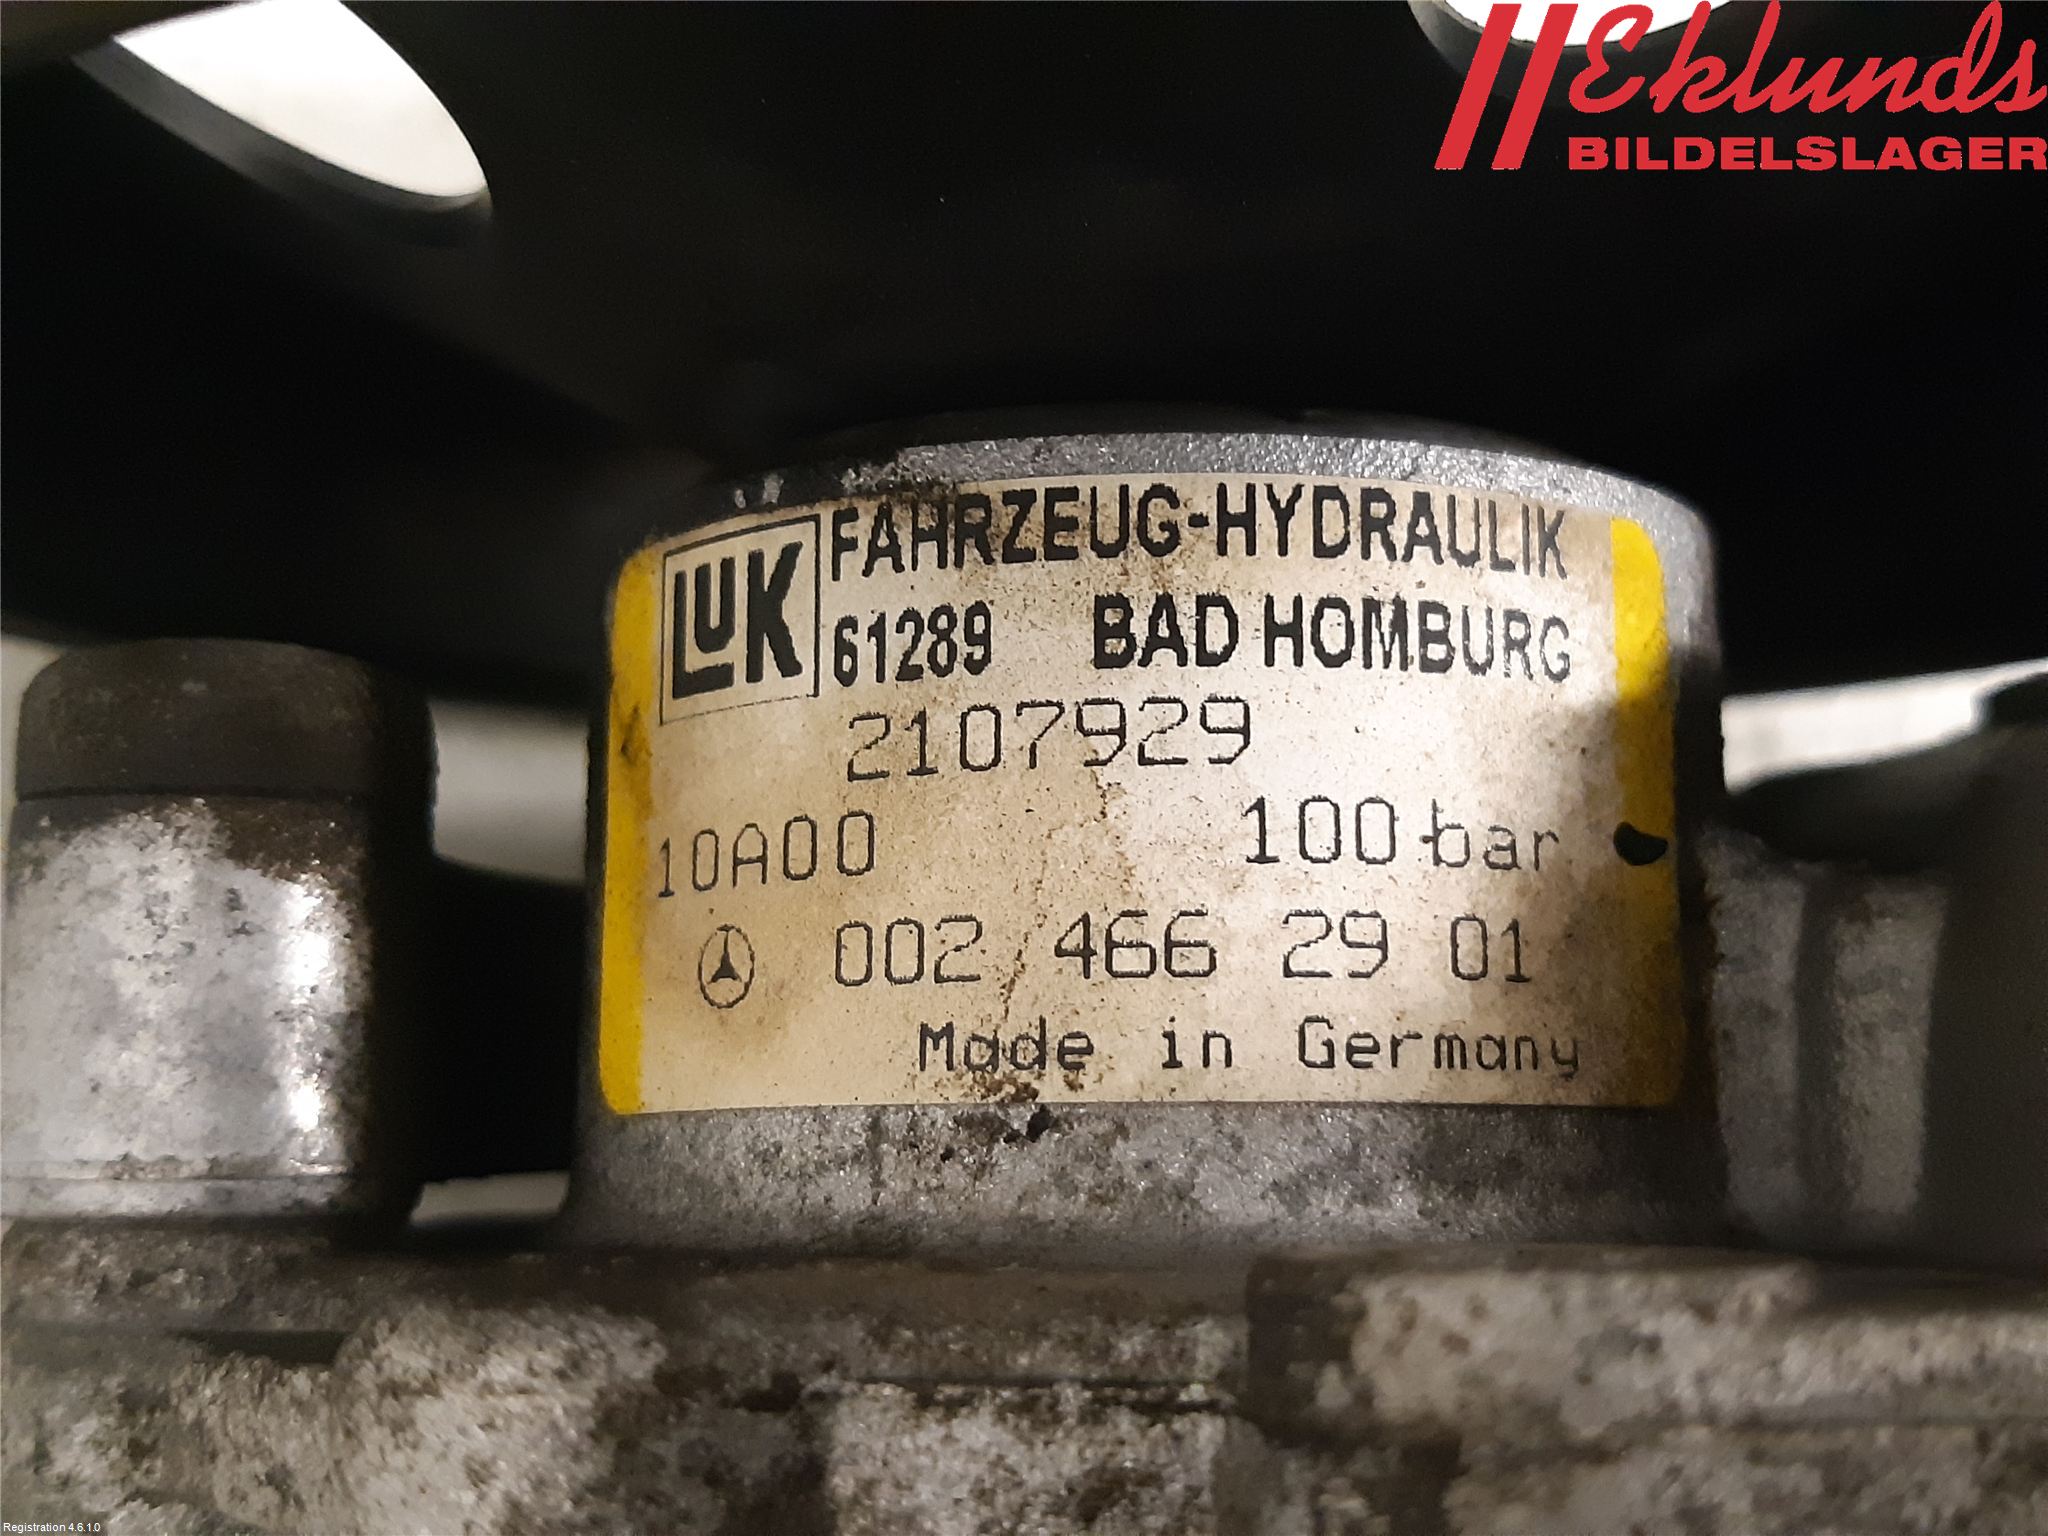 Eklunds
BILDELSLAGER
LuK
FAHRZEUG-HYDRAULIK
61289 BAD HOMBURG
2107929
10A00 100 bar
002 466 29 01
Made in Germany
Registration 4.6.1.0